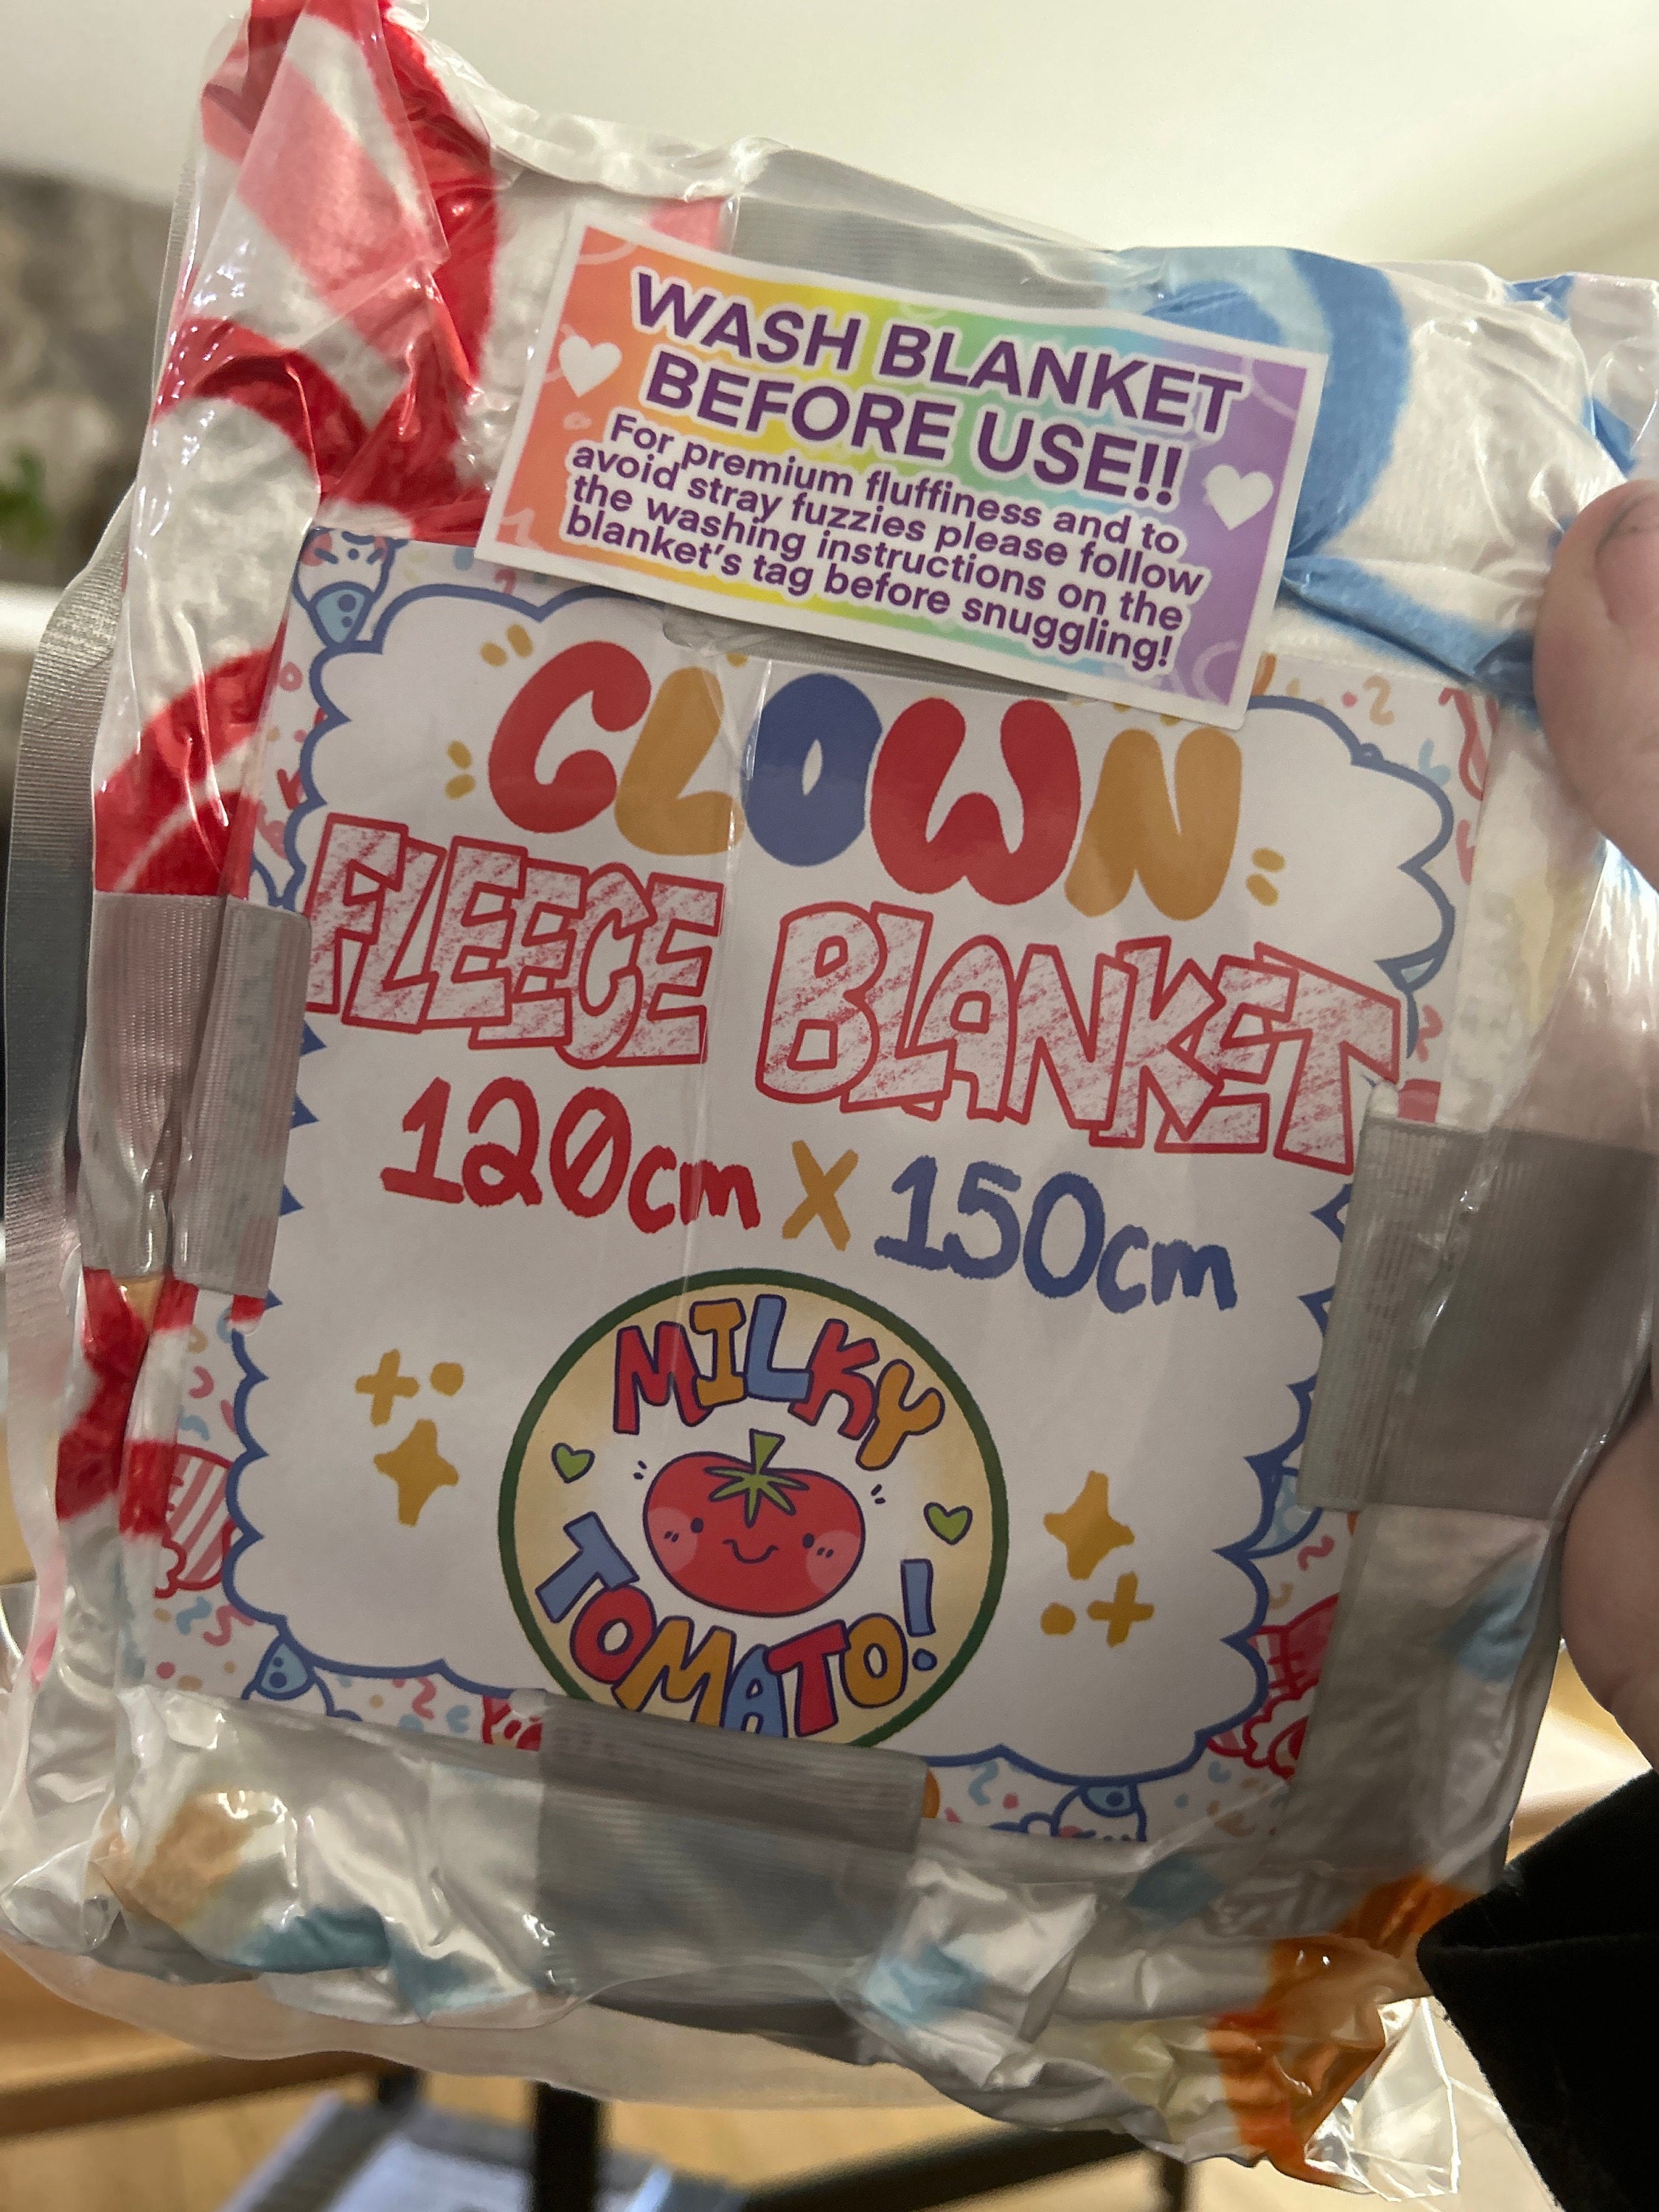 WASH BLANKET
BEFORE USE!!
For premium fluffiness and to
avoid stray fuzzies please follow
the washing instructions on the
blanket's tag before snuggling!
CLOWN
FLEECE BLANKET
120cm X 150cm
MILKY
TOMATO!